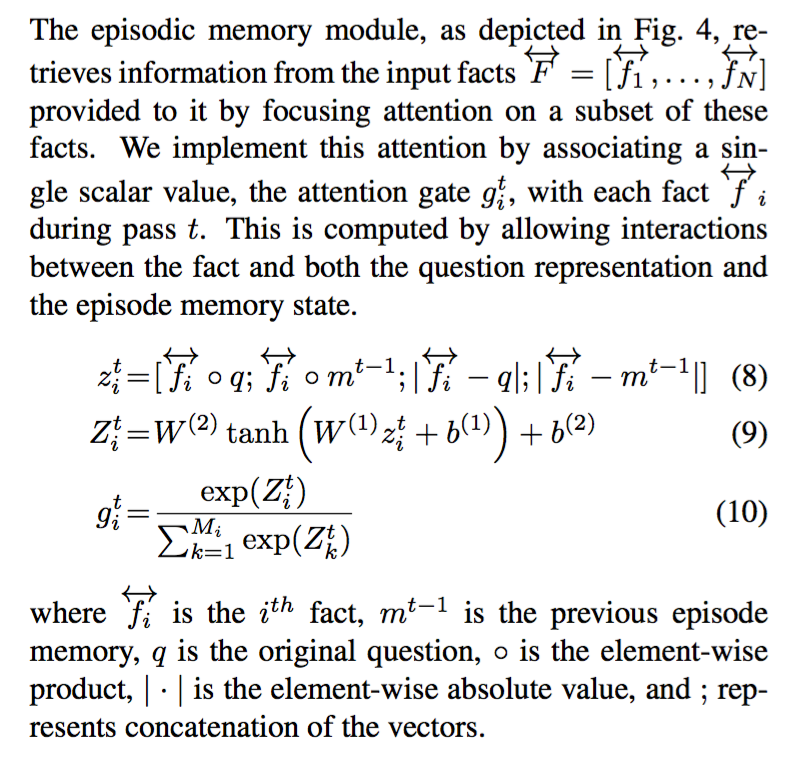 The episodic memory module, as depicted in Fig. 4, re-
trieves information from the input facts $\overleftrightarrow{F} = [\overleftrightarrow{f_1}, \ldots, \overleftrightarrow{f_N}]$
provided to it by focusing attention on a subset of these
facts. We implement this attention by associating a sin-
gle scalar value, the attention gate $g_i^t$, with each fact $\overleftrightarrow{f}_i$
during pass $t$. This is computed by allowing interactions
between the fact and both the question representation and
the episode memory state.
$z_i^t = [\overleftrightarrow{f_i} \circ q; \overleftrightarrow{f_i} \circ m^{t-1}; |\overleftrightarrow{f_i} - q|; |\overleftrightarrow{f_i} - m^{t-1}|]$ (8)
$Z_i^t = W^{(2)} \tanh\left(W^{(1)} z_i^t + b^{(1)}\right) + b^{(2)}$ (9)
$g_i^t = \frac{\exp(Z_i^t)}{\sum_{k=1}^{M_i} \exp(Z_k^t)}$ (10)
where $\overleftrightarrow{f_i}$ is the $i^{th}$ fact, $m^{t-1}$ is the previous episode
memory, $q$ is the original question, $\circ$ is the element-wise
product, $|\cdot|$ is the element-wise absolute value, and ; rep-
resents concatenation of the vectors.